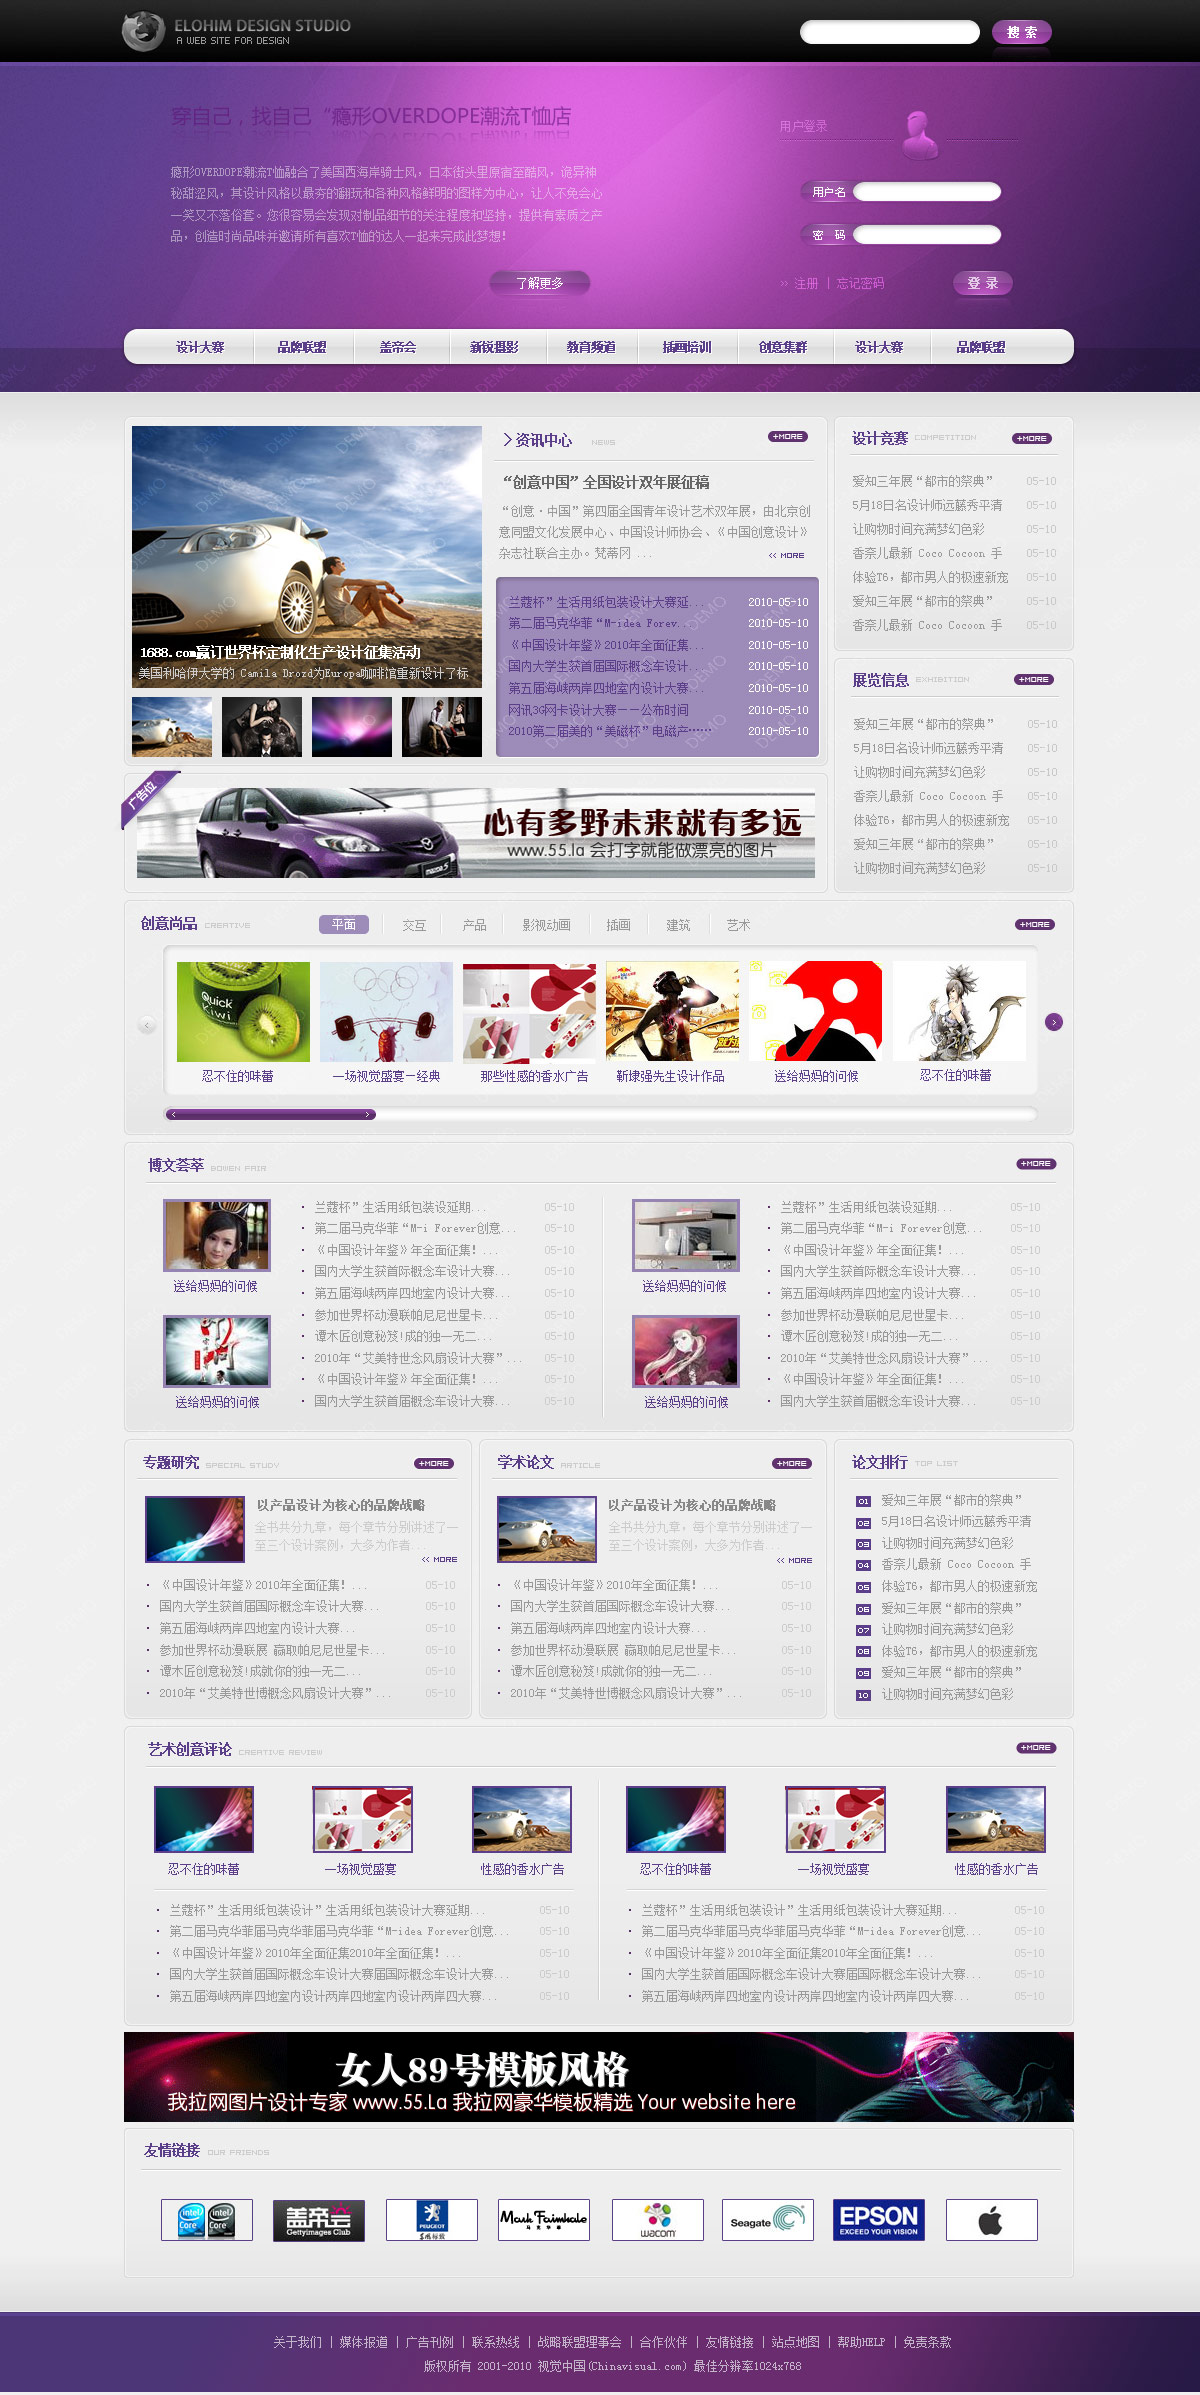 ELOHIM DESIGN STUDIO
A WEB SITE FOR DESIGN
搜 索
穿自己，找自己“瘾形OVERDOPE潮流T恤店
瘾形OVERDOPE潮流T恤融合了美国西海岸骑士风，日本街头里原宿至酷风，诡异神
秘甜涩风，其设计风格以最夯的翻玩和各种风格鲜明的图样为中心，让人不免会心
一笑又不落俗套。您很容易会发现对制品细节的关注程度和坚持，提供有素质之产
品，创造时尚品味并邀请所有喜欢T恤的达人一起来完成此梦想！
了解更多
用户登录
用户名
密 码
›› 注册 | 忘记密码
登 录
设计大赛 品牌联盟 盖帝会 新锐摄影 教育频道 插画培训 创意集群 设计大赛 品牌联盟
资讯中心 NEWS +MORE
“创意中国”全国设计双年展征稿
“创意·中国”第四届全国青年设计艺术双年展，由北京创
意同盟文化发展中心、中国设计师协会、《中国创意设计》
杂志社联合主办。梵蒂冈 ...
‹‹ MORE
1688.com赢订世界杯定制化生产设计征集活动
美国利哈伊大学的 Camila Drozd为Europa咖啡馆重新设计了标
兰蔻杯”生活用纸包装设计大赛延... 2010-05-10
第二届马克华菲“M-idea Forev... 2010-05-10
《中国设计年鉴》2010年全面征集... 2010-05-10
国内大学生获首届国际概念车设计... 2010-05-10
第五届海峡两岸四地室内设计大赛... 2010-05-10
网讯3G网卡设计大赛－－公布时间 2010-05-10
2010第二届美的“美磁杯”电磁产…… 2010-05-10
设计竞赛 COMPETITION +MORE
爱知三年展“都市的祭典” 05-10
5月18日名设计师远藤秀平清 05-10
让购物时间充满梦幻色彩 05-10
香奈儿最新 Coco Cocoon 手 05-10
体验T6，都市男人的极速新宠 05-10
爱知三年展“都市的祭典” 05-10
香奈儿最新 Coco Cocoon 手 05-10
展览信息 EXHIBITION +MORE
爱知三年展“都市的祭典” 05-10
5月18日名设计师远藤秀平清 05-10
让购物时间充满梦幻色彩 05-10
香奈儿最新 Coco Cocoon 手 05-10
体验T6，都市男人的极速新宠 05-10
爱知三年展“都市的祭典” 05-10
让购物时间充满梦幻色彩 05-10
广告位
心有多野未来就有多远
www.55.la 会打字就能做漂亮的图片
创意尚品 CREATIVE 平面 交互 产品 影视动画 插画 建筑 艺术 +MORE
Quick Kiwi
忍不住的味蕾 一场视觉盛宴－经典 那些性感的香水广告 靳埭强先生设计作品 送给妈妈的问候 忍不住的味蕾
博文荟萃 BOWEN FAIR +MORE
送给妈妈的问候
送给妈妈的问候
· 兰蔻杯”生活用纸包装设延期... 05-10
· 第二届马克华菲“M-i Forever创意... 05-10
· 《中国设计年鉴》年全面征集！... 05-10
· 国内大学生获首际概念车设计大赛... 05-10
· 第五届海峡两岸四地室内设计大赛... 05-10
· 参加世界杯动漫联帕尼尼世星卡... 05-10
· 谭木匠创意秘笈!成的独一无二... 05-10
· 2010年“艾美特世念风扇设计大赛”... 05-10
· 《中国设计年鉴》年全面征集！... 05-10
· 国内大学生获首届概念车设计大赛... 05-10
送给妈妈的问候
送给妈妈的问候
· 兰蔻杯”生活用纸包装设延期... 05-10
· 第二届马克华菲“M-i Forever创意... 05-10
· 《中国设计年鉴》年全面征集！... 05-10
· 国内大学生获首际概念车设计大赛... 05-10
· 第五届海峡两岸四地室内设计大赛... 05-10
· 参加世界杯动漫联帕尼尼世星卡... 05-10
· 谭木匠创意秘笈!成的独一无二... 05-10
· 2010年“艾美特世念风扇设计大赛”... 05-10
· 《中国设计年鉴》年全面征集！... 05-10
· 国内大学生获首届概念车设计大赛... 05-10
专题研究 SPECIAL STUDY +MORE
以产品设计为核心的品牌战略
全书共分九章，每个章节分别讲述了一
至三个设计案例，大多为作者...
‹‹ MORE
· 《中国设计年鉴》2010年全面征集！... 05-10
· 国内大学生获首届国际概念车设计大赛... 05-10
· 第五届海峡两岸四地室内设计大赛... 05-10
· 参加世界杯动漫联展 赢取帕尼尼世星卡... 05-10
· 谭木匠创意秘笈!成就你的独一无二... 05-10
· 2010年“艾美特世博概念风扇设计大赛”... 05-10
学术论文 ARTICLE +MORE
以产品设计为核心的品牌战略
全书共分九章，每个章节分别讲述了一
至三个设计案例，大多为作者...
‹‹ MORE
· 《中国设计年鉴》2010年全面征集！... 05-10
· 国内大学生获首届国际概念车设计大赛... 05-10
· 第五届海峡两岸四地室内设计大赛... 05-10
· 参加世界杯动漫联展 赢取帕尼尼世星卡... 05-10
· 谭木匠创意秘笈!成就你的独一无二... 05-10
· 2010年“艾美特世博概念风扇设计大赛”... 05-10
论文排行 TOP LIST
01 爱知三年展“都市的祭典”
02 5月18日名设计师远藤秀平清
03 让购物时间充满梦幻色彩
04 香奈儿最新 Coco Cocoon 手
05 体验T6，都市男人的极速新宠
06 爱知三年展“都市的祭典”
07 让购物时间充满梦幻色彩
08 体验T6，都市男人的极速新宠
09 爱知三年展“都市的祭典”
10 让购物时间充满梦幻色彩
艺术创意评论 CREATIVE REVIEW +MORE
忍不住的味蕾 一场视觉盛宴 性感的香水广告 忍不住的味蕾 一场视觉盛宴 性感的香水广告
· 兰蔻杯”生活用纸包装设计”生活用纸包装设计大赛延期... 05-10
· 第二届马克华菲届马克华菲届马克华菲“M-idea Forever创意... 05-10
· 《中国设计年鉴》2010年全面征集2010年全面征集！... 05-10
· 国内大学生获首届国际概念车设计大赛届国际概念车设计大赛... 05-10
· 第五届海峡两岸四地室内设计两岸四地室内设计两岸四大赛... 05-10
· 兰蔻杯”生活用纸包装设计”生活用纸包装设计大赛延期... 05-10
· 第二届马克华菲届马克华菲届马克华菲“M-idea Forever创意... 05-10
· 《中国设计年鉴》2010年全面征集2010年全面征集！... 05-10
· 国内大学生获首届国际概念车设计大赛届国际概念车设计大赛... 05-10
· 第五届海峡两岸四地室内设计两岸四地室内设计两岸四大赛... 05-10
女人89号模板风格
我拉网图片设计专家 www.55.La 我拉网豪华模板精选 Your website here
友情链接 OUR FRIENDS
intel Core intel Core
盖帝会 Gettyimages Club
PEUGEOT
Mark Fairwhale 马克华菲
wacom
Seagate
EPSON EXCEED YOUR VISION
关于我们 | 媒体报道 | 广告刊例 | 联系热线 | 战略联盟理事会 | 合作伙伴 | 友情链接 | 站点地图 | 帮助HELP | 免责条款
版权所有 2001-2010 视觉中国(Chinavisual.com) 最佳分辨率1024x768